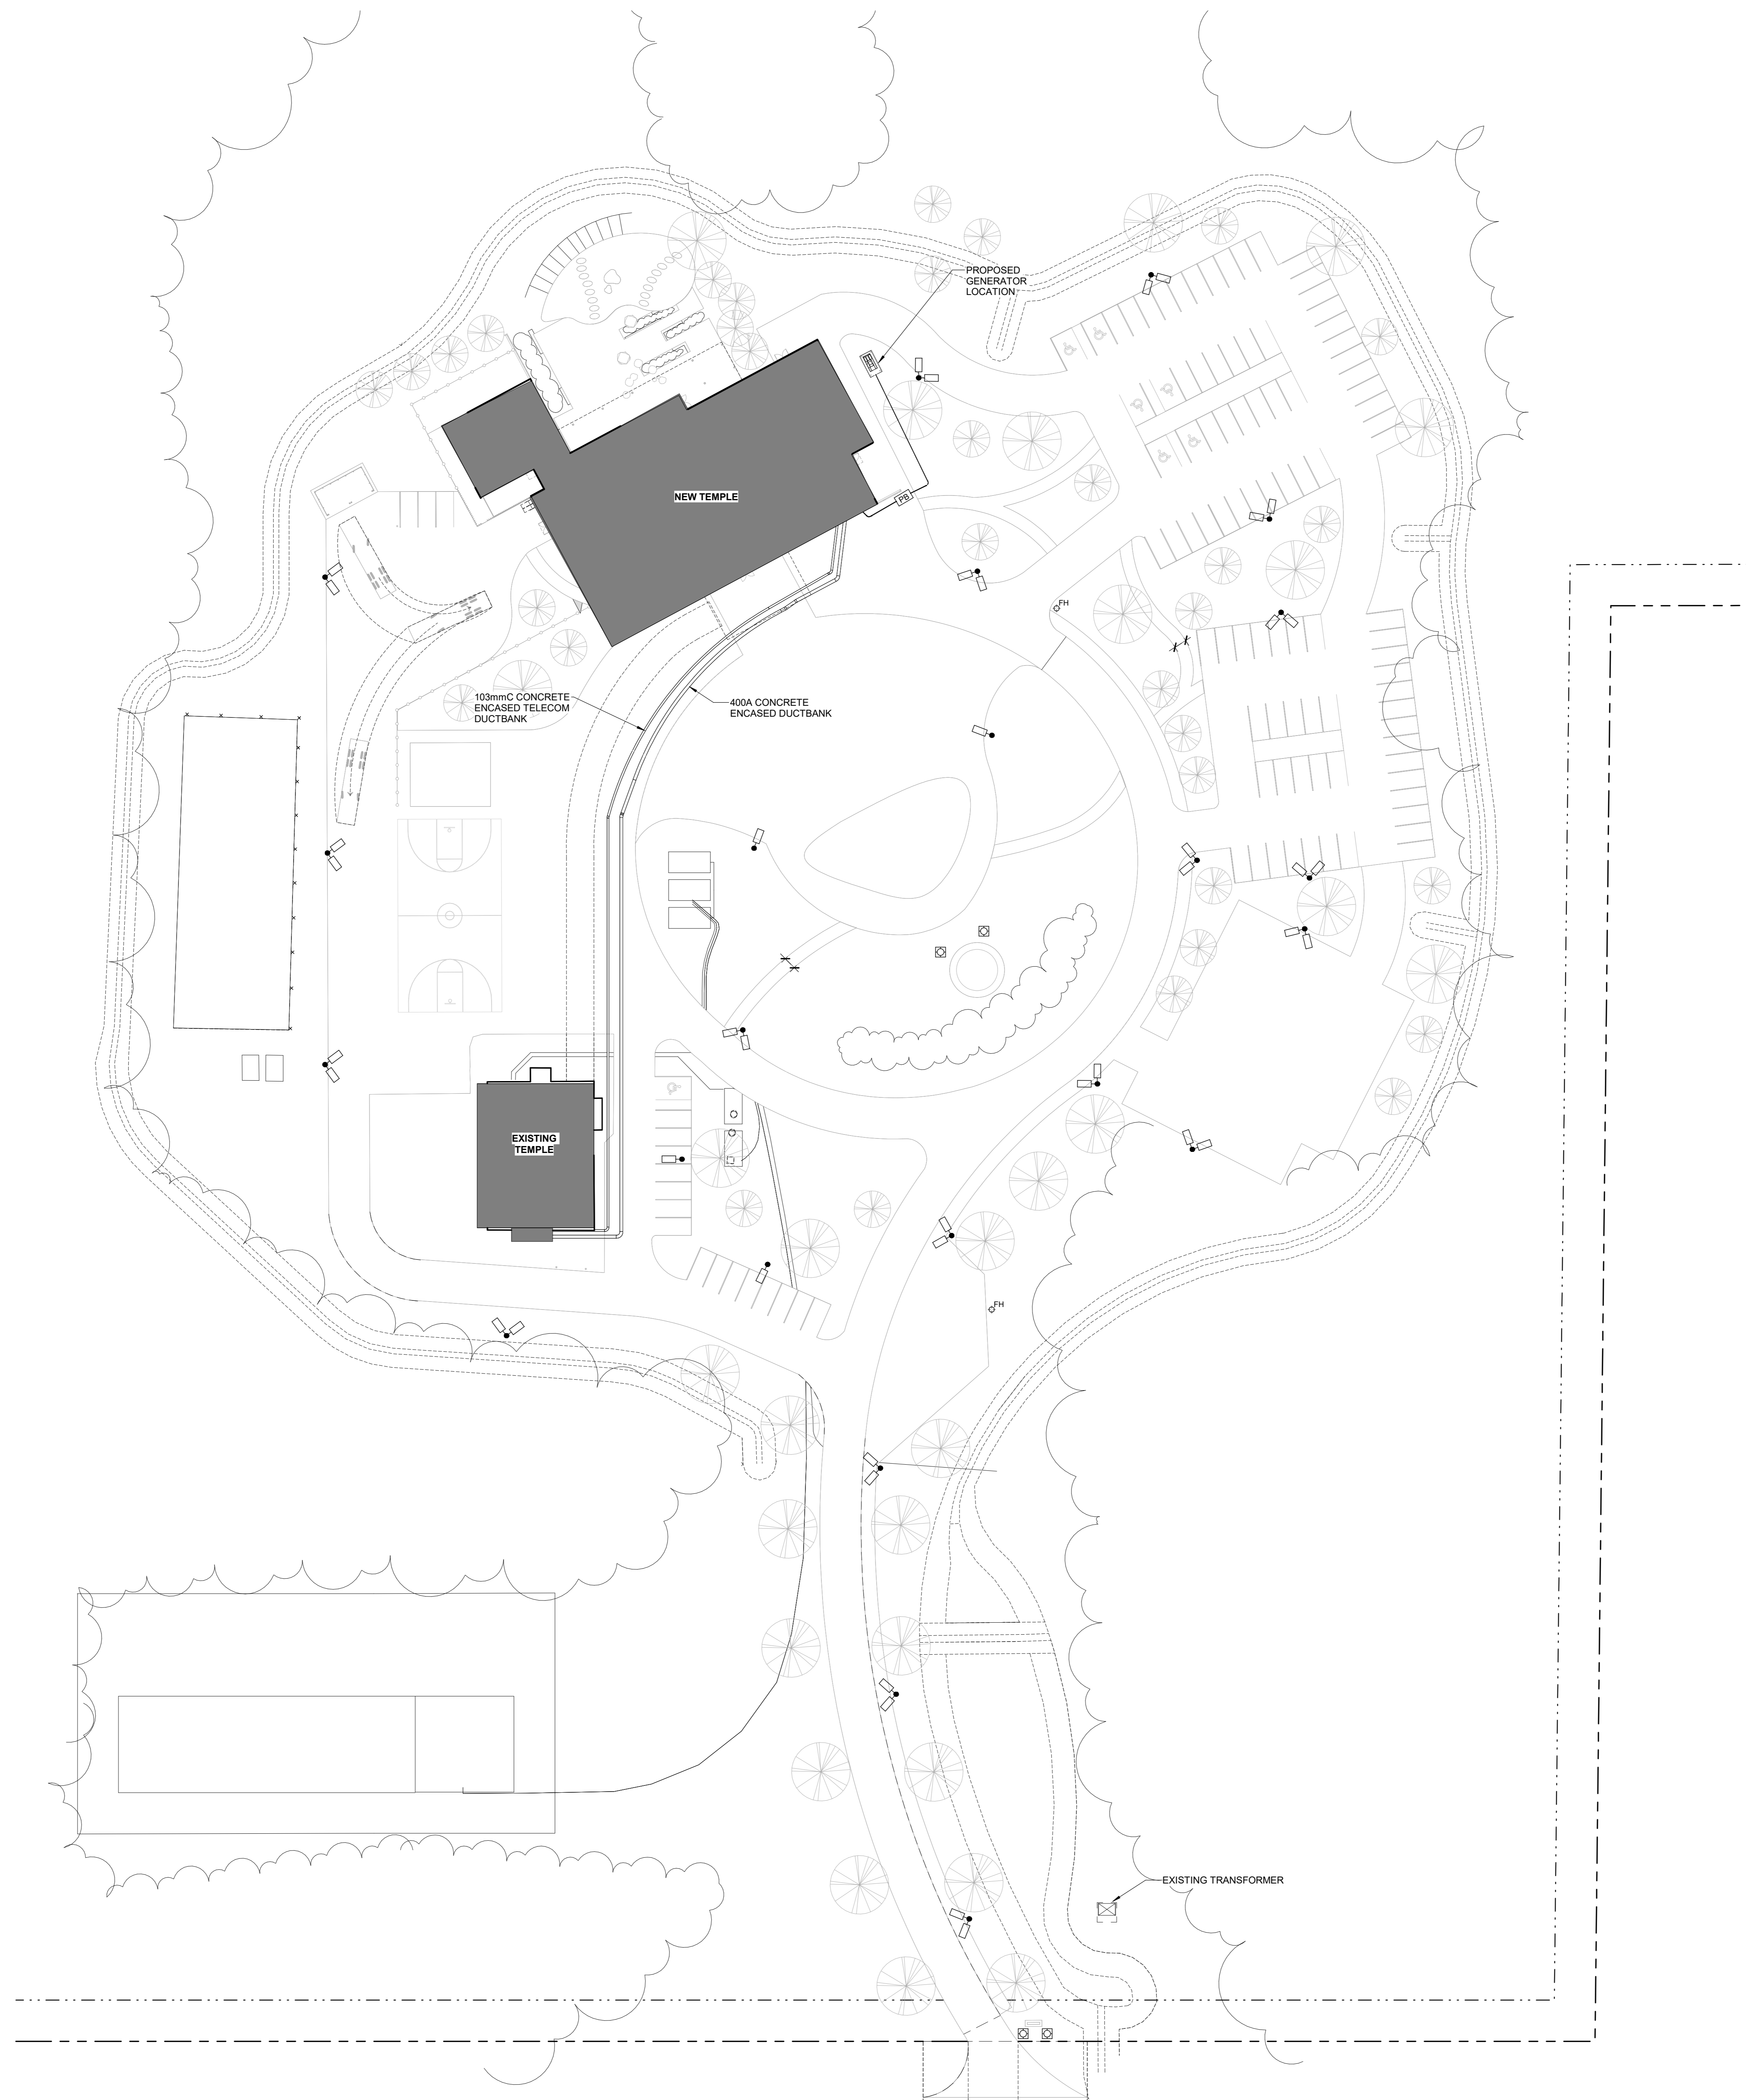 PROPOSED
GENERATOR
LOCATION
NEW TEMPLE
PB
FH
103mmC CONCRETE
ENCASED TELECOM
DUCTBANK
400A CONCRETE
ENCASED DUCTBANK
EXISTING
TEMPLE
FH
EXISTING TRANSFORMER